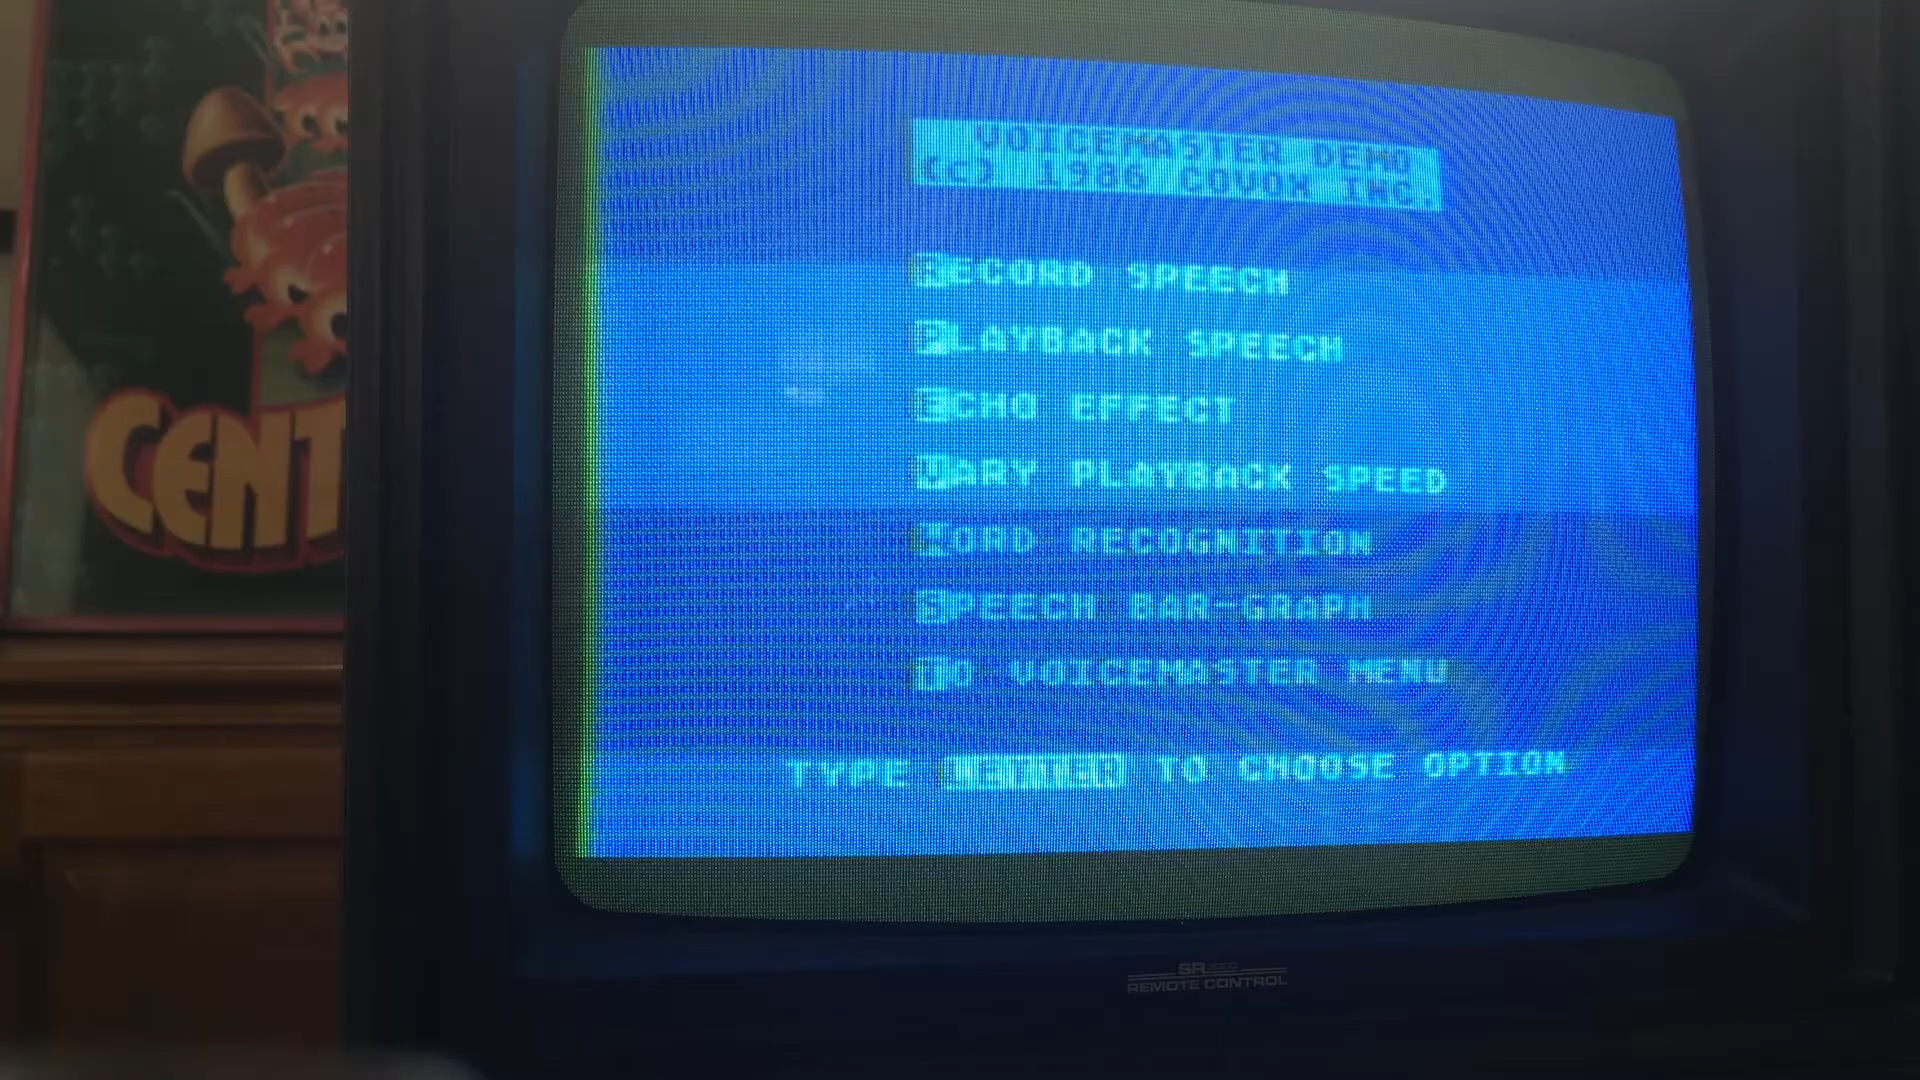 VOICEMASTER DEMO
(c) 1986 COVOX INC.
RECORD SPEECH
PLAYBACK SPEECH
ECHO EFFECT
VARY PLAYBACK SPEED
WORD RECOGNITION
SPEECH BAR-GRAPH
TO VOICEMASTER MENU
TYPE LETTER TO CHOOSE OPTION
CENT
REMOTE CONTROL